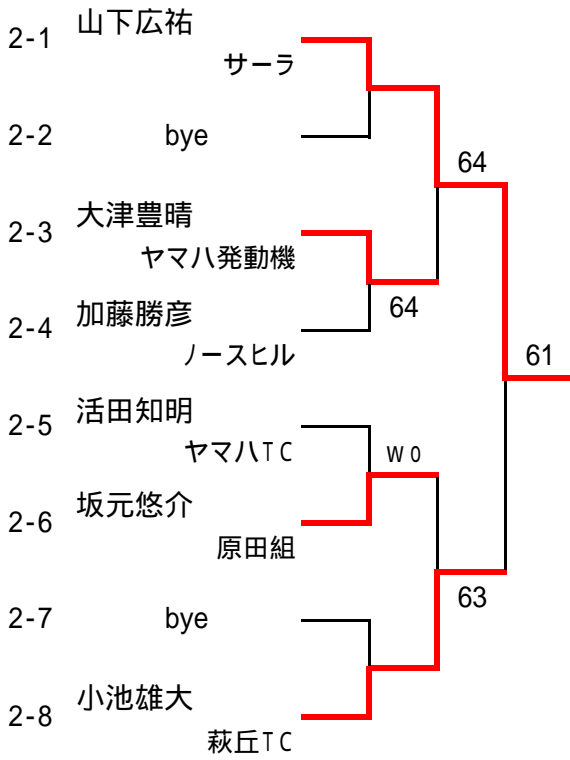 2-1 山下広祐
サーラ
2-2 bye
64
2-3 大津豊晴
ヤマハ発動機
64
2-4 加藤勝彦
ノースヒル
61
2-5 活田知明
ヤマハTC
W0
2-6 坂元悠介
原田組
63
2-7 bye
2-8 小池雄大
萩丘TC